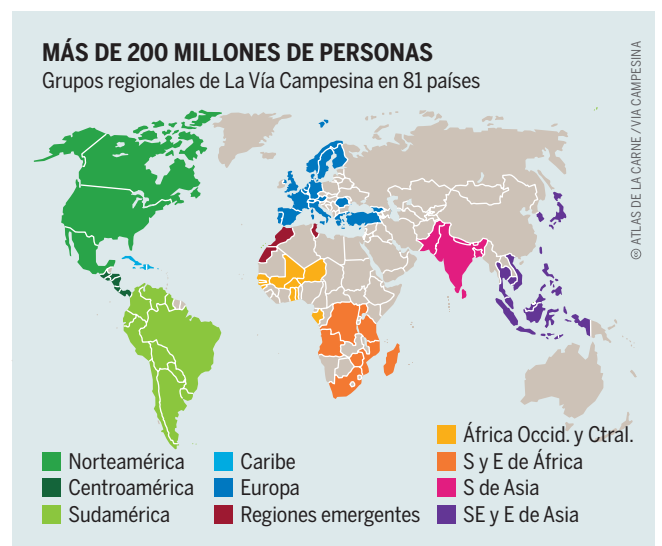 MÁS DE 200 MILLONES DE PERSONAS
Grupos regionales de La Vía Campesina en 81 países
© ATLAS DE LA CARNE / VIA CAMPESINA
Norteamérica
Centroamérica
Sudamérica
Caribe
Europa
Regiones emergentes
África Occid. y Ctral.
S y E de África
S de Asia
SE y E de Asia